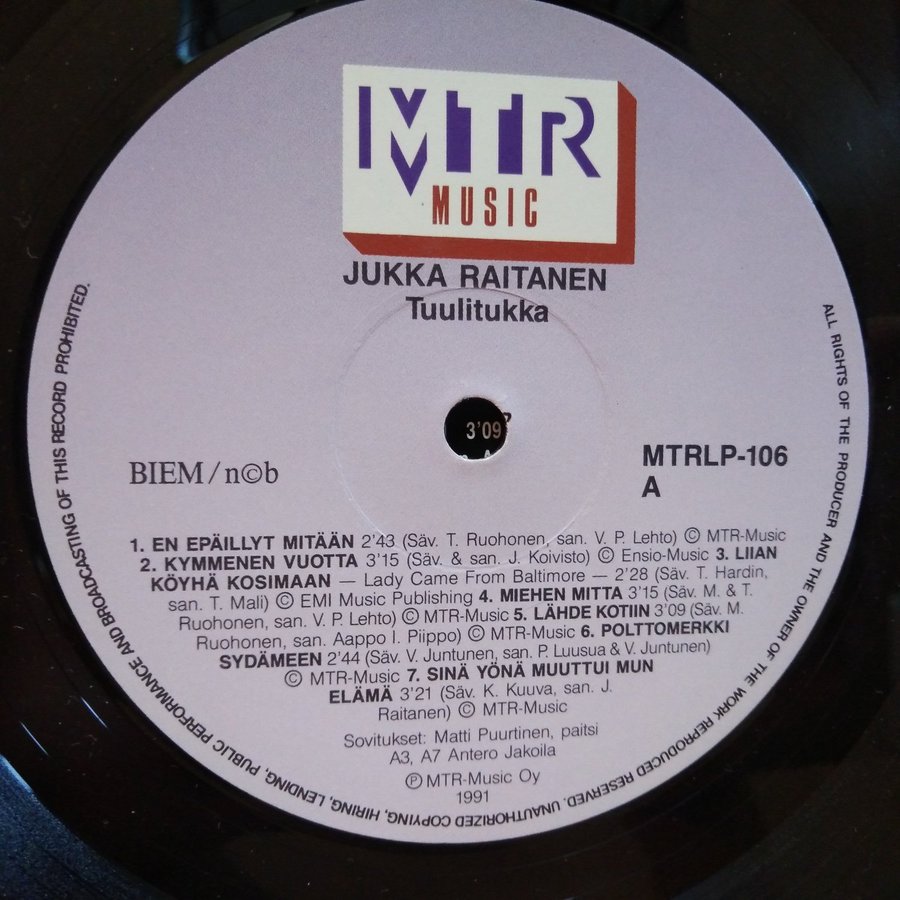 MTR
MUSIC
JUKKA RAITANEN
Tuulitukka
3'09
BIEM/n©b
MTRLP-106
A
1. EN EPÄILLYT MITÄÄN 2'43 (Säv. T. Ruohonen, san. V. P. Lehto) © MTR-Music
2. KYMMENEN VUOTTA 3'15 (Säv. & san. J. Koivisto) © Ensio-Music 3. LIIAN
KÖYHÄ KOSIMAAN — Lady Came From Baltimore — 2'28 (Säv. T. Hardin,
san. T. Mali) © EMI Music Publishing 4. MIEHEN MITTA 3'15 (Säv. M. & T.
Ruohonen, san. V. P. Lehto) © MTR-Music 5. LÄHDE KOTIIN 3'09 (Säv. M.
Ruohonen, san. Aappo I. Piippo) © MTR-Music 6. POLTTOMERKKI
SYDÄMEEN 2'44 (Säv. V. Juntunen, san. P. Luusua & V. Juntunen)
© MTR-Music 7. SINÄ YÖNÄ MUUTTUI MUN
ELÄMÄ 3'21 (Säv. K. Kuuva, san. J.
Raitanen) © MTR-Music
Sovitukset: Matti Puurtinen, paitsi
A3, A7 Antero Jakoila
℗ MTR-Music Oy
1991
ALL RIGHTS OF THE PRODUCER AND THE OWNER OF THE WORK REPRODUCED RESERVED. UNAUTHORIZED COPYING, HIRING, LENDING, PUBLIC PERFORMANCE AND BROADCASTING OF THIS RECORD PROHIBITED.